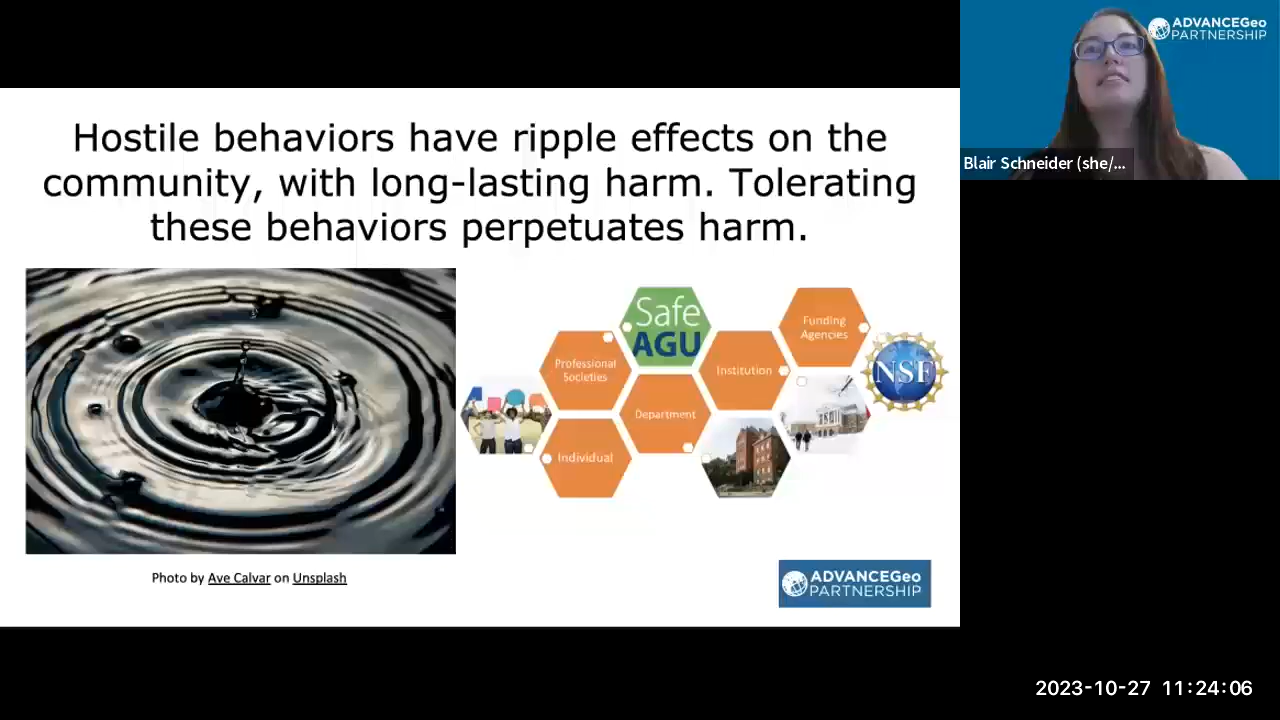 Hostile behaviors have ripple effects on the
community, with long-lasting harm. Tolerating
these behaviors perpetuates harm.
ADVANCEGeo
PARTNERSHIP
Blair Schneider (she/...
Safe
AGU
Funding
Agencies
Professional
Societies
Institution
NSF
Department
Individual
Photo by Ave Calvar on Unsplash
ADVANCEGeo
PARTNERSHIP
2023-10-27 11:24:06